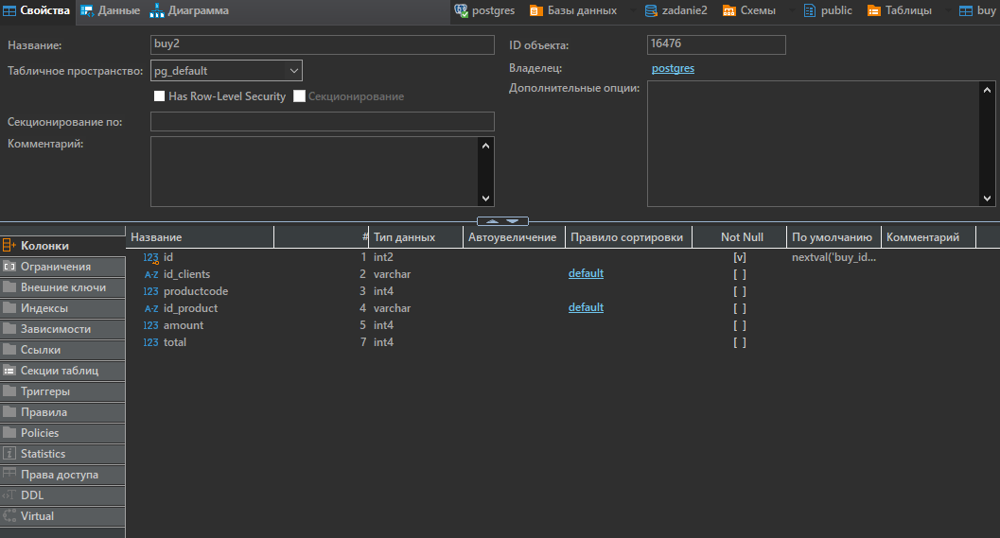 Свойства Данные Диаграмма postgres Базы данных zadanie2 Схемы public Таблицы buy
Название: buy2 ID объекта: 16476
Табличное пространство: pg_default Владелец: postgres
Has Row-Level Security Секционирование Дополнительные опции:
Секционирование по:
Комментарий:
Название # Тип данных Автоувеличение Правило сортировки Not Null По умолчанию Комментарий
Колонки
Ограничения
Внешние ключи
Индексы
Зависимости
Ссылки
Секции таблиц
Триггеры
Правила
Policies
Statistics
Права доступа
DDL
Virtual
123 id 1 int2 [v] nextval('buy_id...
A-Z id_clients 2 varchar default [ ]
123 productcode 3 int4 [ ]
A-Z id_product 4 varchar default [ ]
123 amount 5 int4 [ ]
123 total 7 int4 [ ]